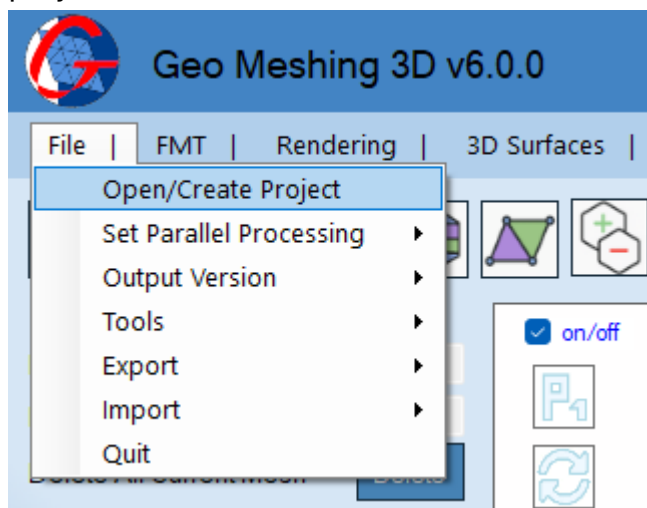 Geo Meshing 3D v6.0.0
File | FMT | Rendering | 3D Surfaces |
Open/Create Project
Set Parallel Processing
Output Version
Tools
on/off
Export
P1
Import
Quit